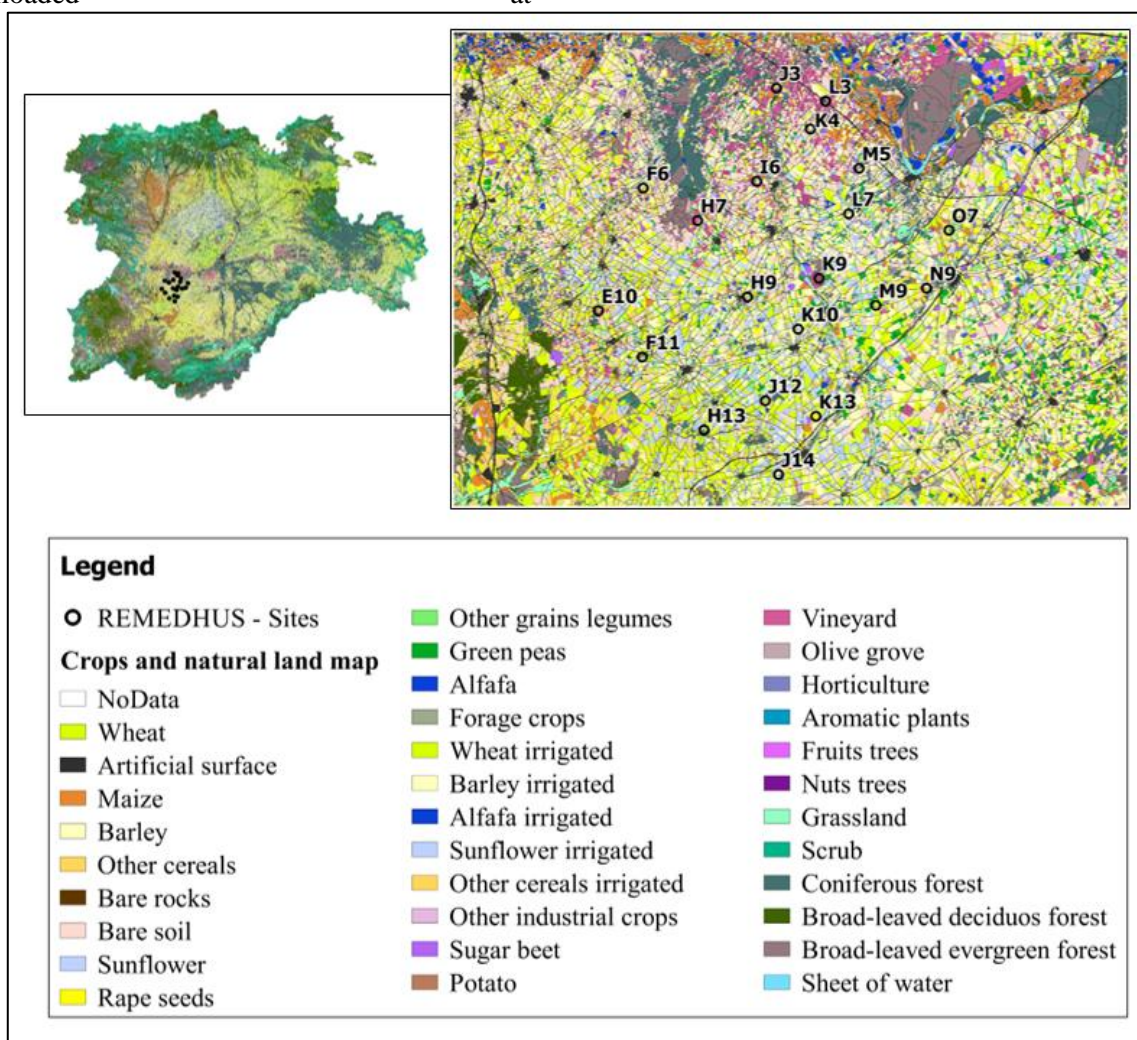 loaded at
J3
L3
K4
M5
F6
I6
H7
L7
O7
K9
N9
H9
M9
E10
K10
F11
J12
K13
H13
J14
Legend
REMEDHUS - Sites
Crops and natural land map
NoData
Wheat
Artificial surface
Maize
Barley
Other cereals
Bare rocks
Bare soil
Sunflower
Rape seeds
Other grains legumes
Green peas
Alfafa
Forage crops
Wheat irrigated
Barley irrigated
Alfafa irrigated
Sunflower irrigated
Other cereals irrigated
Other industrial crops
Sugar beet
Potato
Vineyard
Olive grove
Horticulture
Aromatic plants
Fruits trees
Nuts trees
Grassland
Scrub
Coniferous forest
Broad-leaved deciduos forest
Broad-leaved evergreen forest
Sheet of water